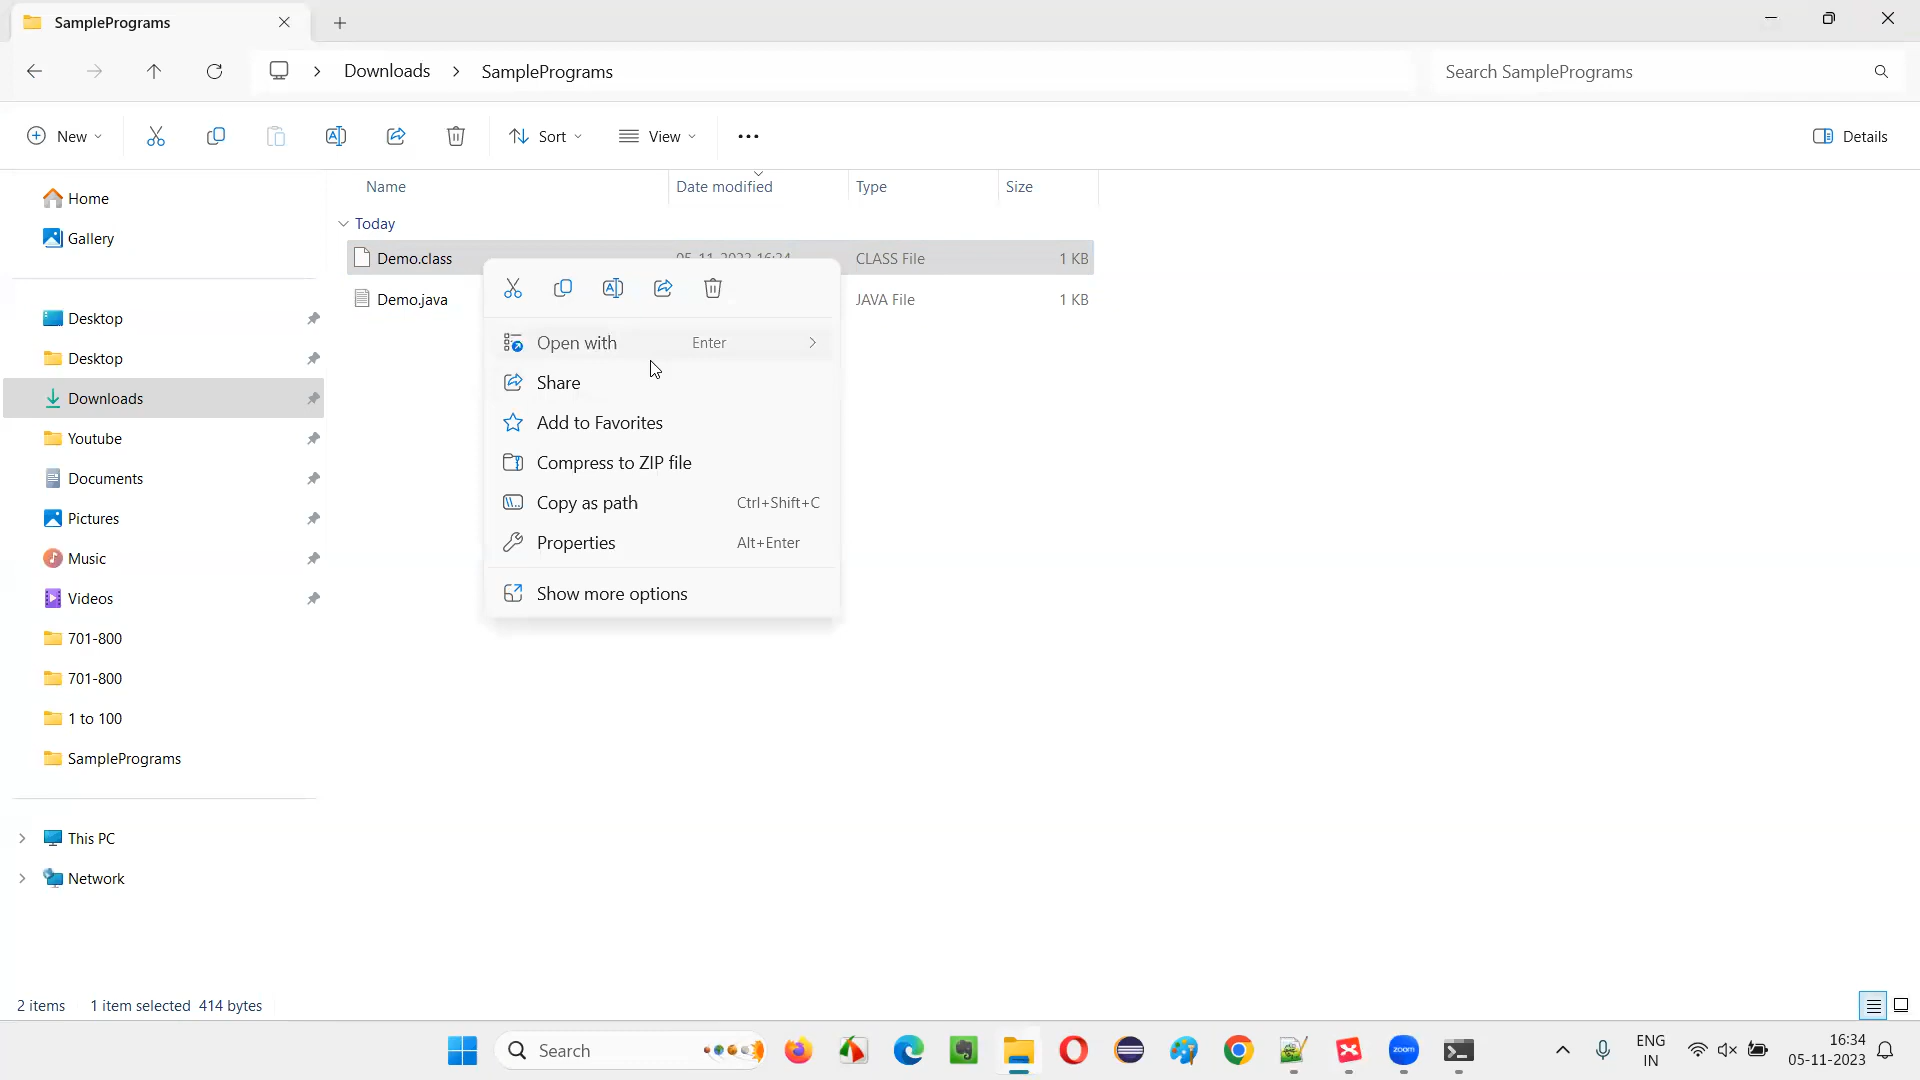 SamplePrograms
Downloads SamplePrograms
Search SamplePrograms
New Sort View Details
Name Date modified Type Size
Today
Demo.class CLASS File 1 KB
Demo.java JAVA File 1 KB
Open with Enter
Share
Add to Favorites
Compress to ZIP file
Copy as path Ctrl+Shift+C
Properties Alt+Enter
Show more options
Home
Gallery
Desktop
Desktop
Downloads
Youtube
Documents
Pictures
Music
Videos
701-800
701-800
1 to 100
SamplePrograms
This PC
Network
2 items 1 item selected 414 bytes
Search
zoom
ENG
IN
16:34
05-11-2023